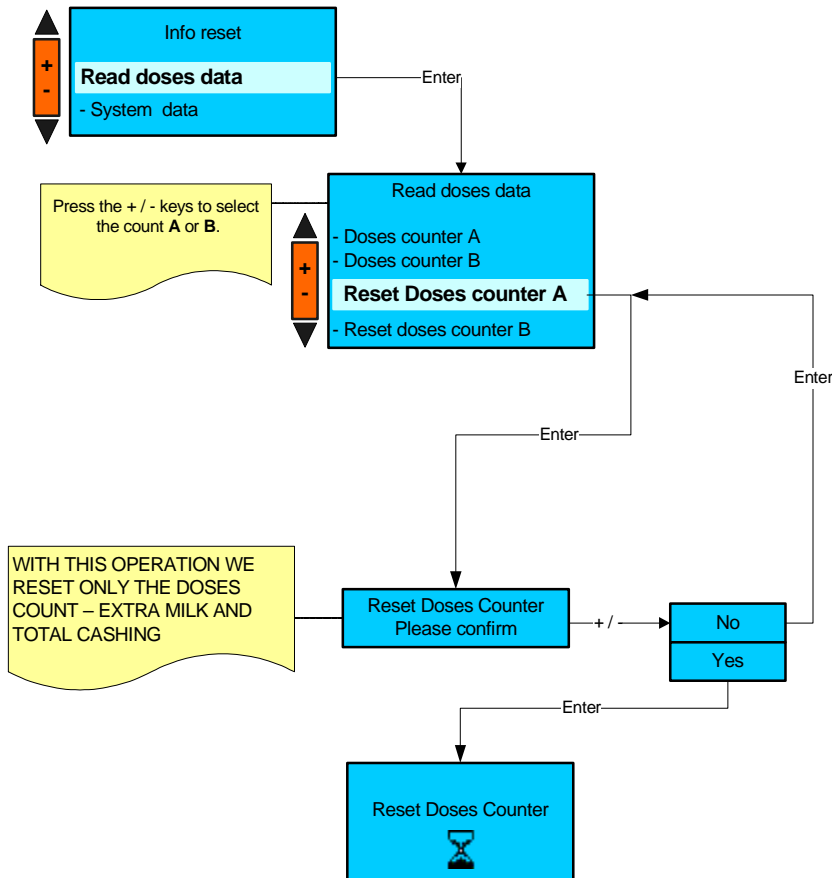 Info reset
Read doses data
- System data
+
-
Enter
Read doses data
Press the + / - keys to select
the count A or B.
- Doses counter A
- Doses counter B
Reset Doses counter A
- Reset doses counter B
+
-
Enter
Enter
WITH THIS OPERATION WE
RESET ONLY THE DOSES
COUNT – EXTRA MILK AND
TOTAL CASHING
Reset Doses Counter
Please confirm
+ / -
No
Yes
Enter
Reset Doses Counter